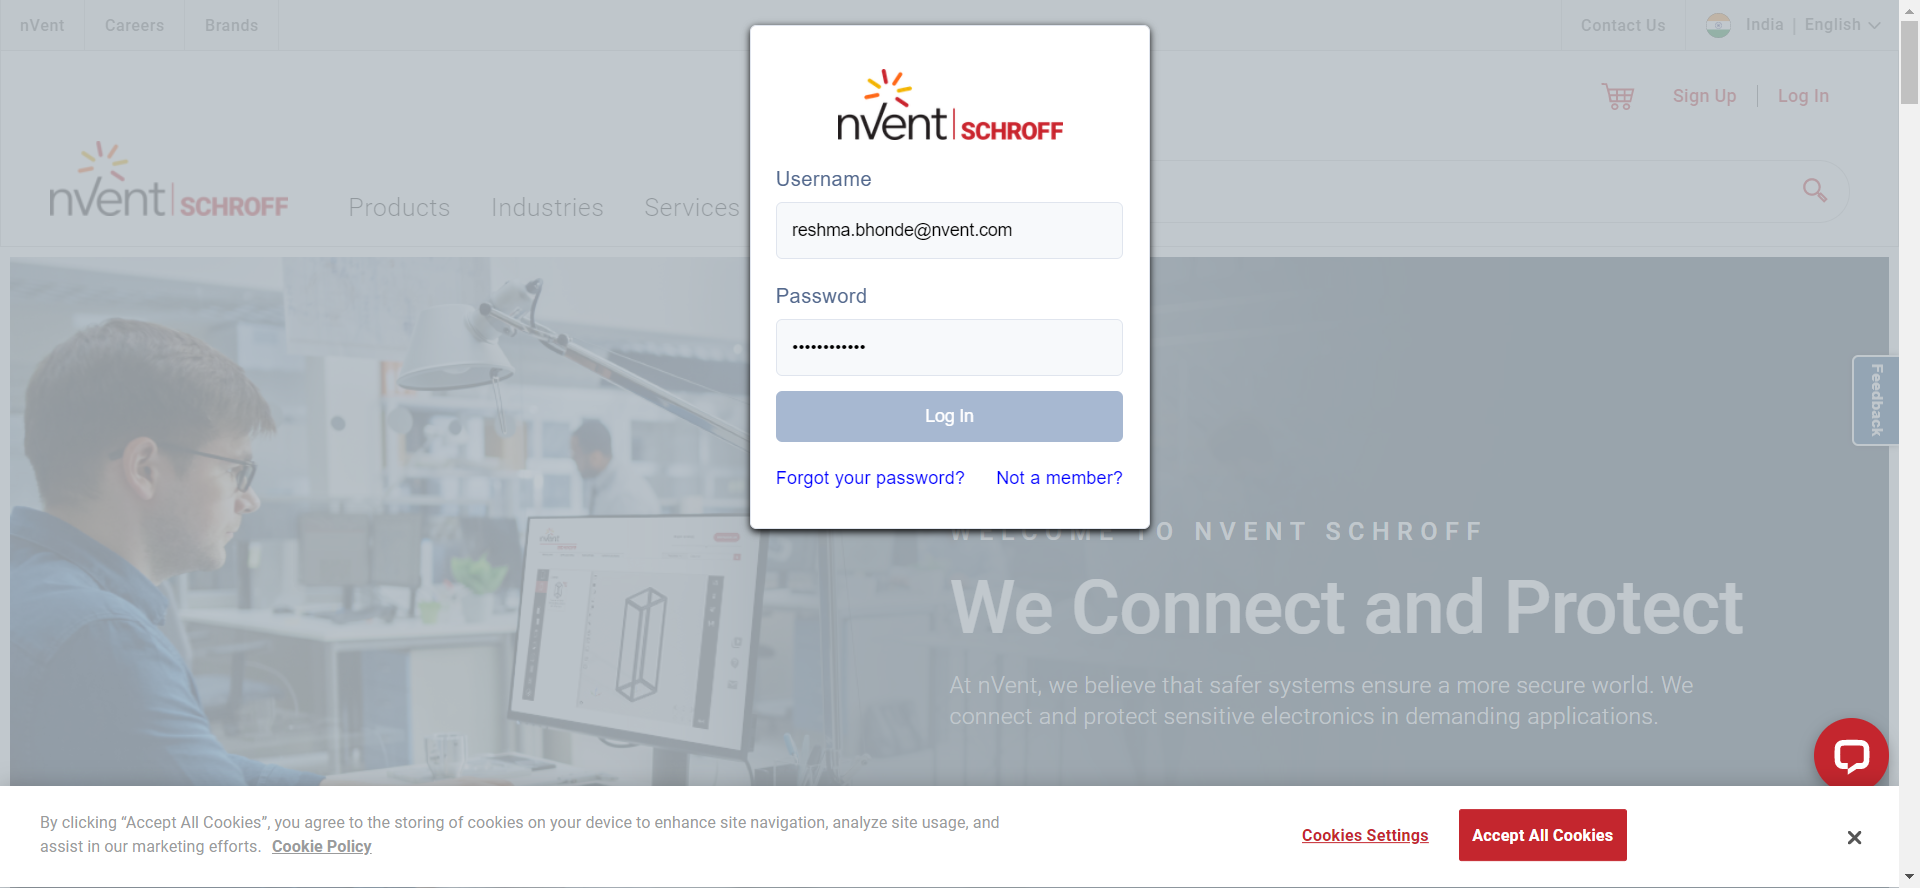 nVent
Careers
Brands
Contact Us
India | English
Sign Up
Log In
nVent SCHROFF
Products
Industries
Services
nVent SCHROFF
Username
reshma.bhonde@nvent.com
Password
••••••••••••
Log In
Forgot your password?
Not a member?
Feedback
WELCOME TO NVENT SCHROFF
We Connect and Protect
At nVent, we believe that safer systems ensure a more secure world. We
connect and protect sensitive electronics in demanding applications.
By clicking “Accept All Cookies”, you agree to the storing of cookies on your device to enhance site navigation, analyze site usage, and
assist in our marketing efforts. Cookie Policy
Cookies Settings
Accept All Cookies